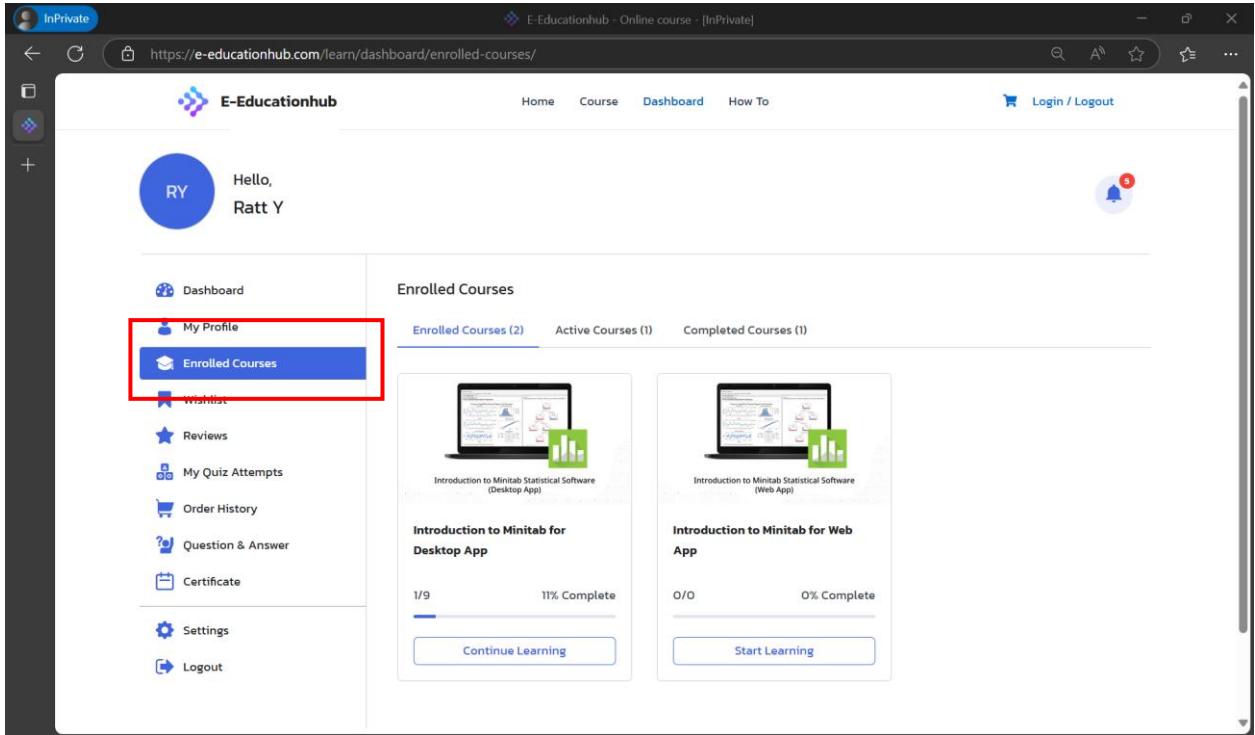 InPrivate
E-Educationhub - Online course - [InPrivate]
https://e-educationhub.com/learn/dashboard/enrolled-courses/
E-Educationhub
Home Course Dashboard How To
Login / Logout
RY
Hello,
Ratt Y
5
Dashboard
My Profile
Enrolled Courses
Wishlist
Reviews
My Quiz Attempts
Order History
Question & Answer
Certificate
Settings
Logout
Enrolled Courses
Enrolled Courses (2) Active Courses (1) Completed Courses (1)
Introduction to Minitab Statistical Software
(Desktop App)
Introduction to Minitab for
Desktop App
1/9 11% Complete
Continue Learning
Introduction to Minitab Statistical Software
(Web App)
Introduction to Minitab for Web
App
0/0 0% Complete
Start Learning